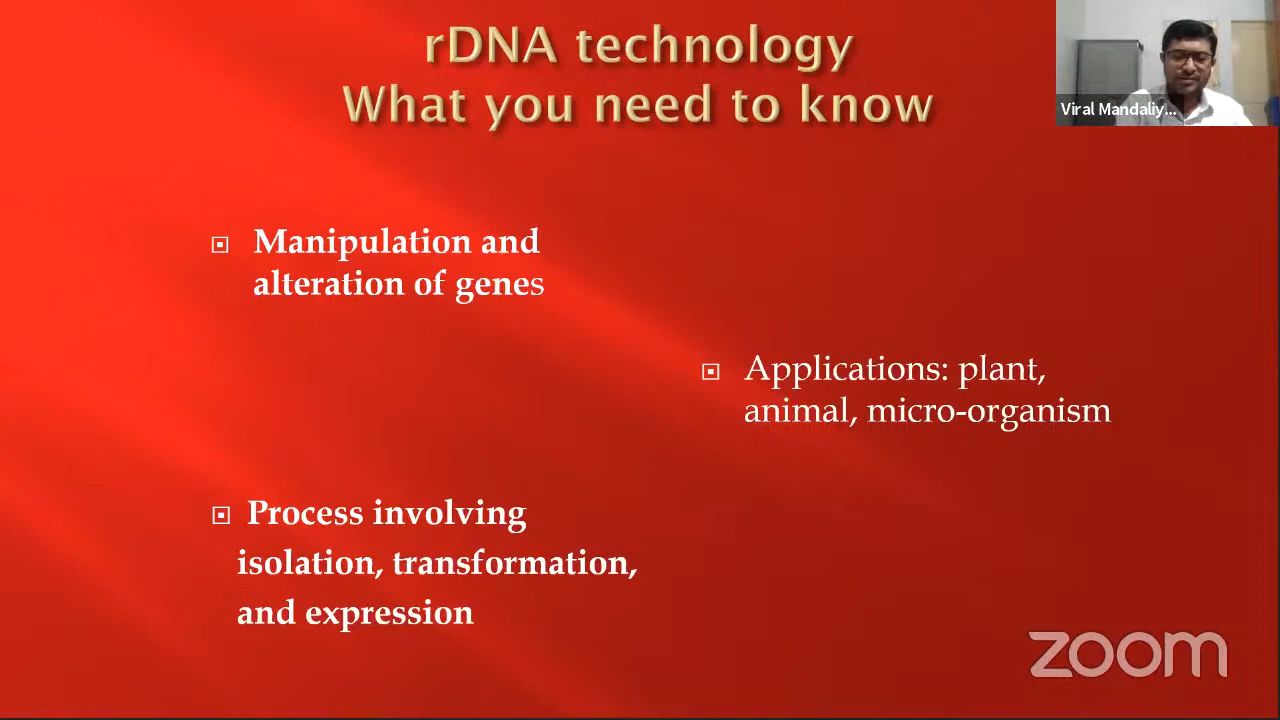 rDNA technology
What you need to know
Viral Mandaliy...
Manipulation and
alteration of genes
Applications: plant,
animal, micro-organism
Process involving
isolation, transformation,
and expression
zoom